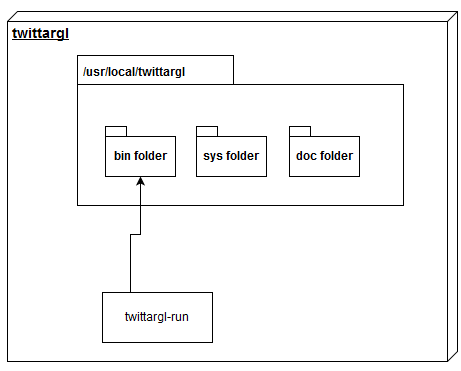 twittargl
/usr/local/twittargl
bin folder
sys folder
doc folder
twittargl-run